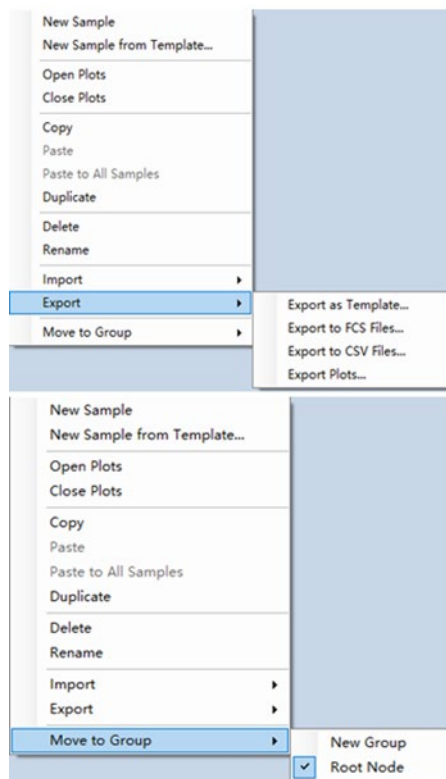 New Sample
New Sample from Template...
Open Plots
Close Plots
Copy
Paste
Paste to All Samples
Duplicate
Delete
Rename
Import
Export
Move to Group
Export as Template...
Export to FCS Files...
Export to CSV Files...
Export Plots...
New Sample
New Sample from Template...
Open Plots
Close Plots
Copy
Paste
Paste to All Samples
Duplicate
Delete
Rename
Import
Export
Move to Group
New Group
Root Node